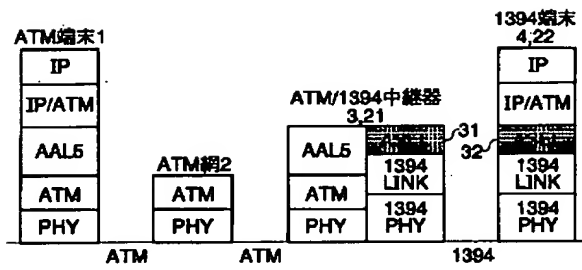 ATM端末1
IP
IP/ATM
AAL5
ATM
PHY
ATM網2
ATM
PHY
ATM/1394中継器
3,21
AAL5
ATM
PHY
31
1394
LINK
1394
PHY
1394端末
4,22
IP
IP/ATM
32
1394
LINK
1394
PHY
ATM
ATM
1394